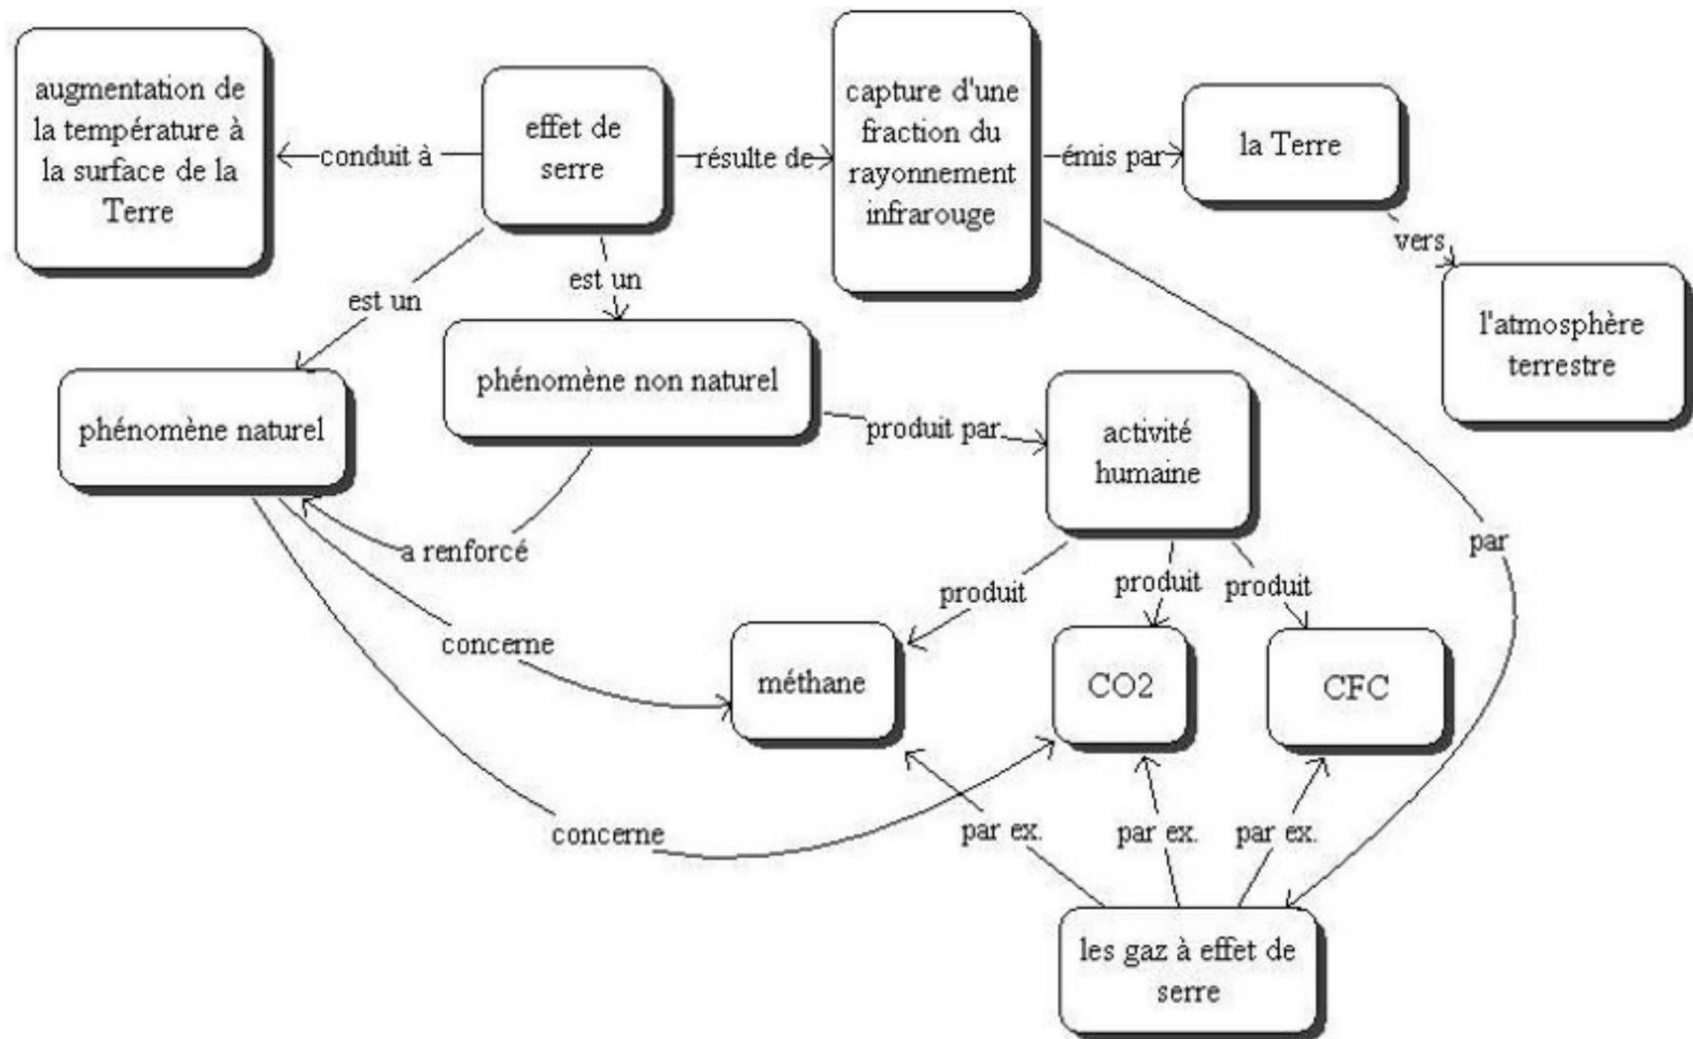 augmentation de
la température à
la surface de la
Terre
conduit à
effet de
serre
résulte de
capture d'une
fraction du
rayonnement
infrarouge
émis par
la Terre
vers
l'atmosphère
terrestre
est un
est un
phénomène naturel
phénomène non naturel
produit par
activité
humaine
a renforcé
par
produit
produit
produit
concerne
méthane
CO2
CFC
concerne
par ex.
par ex.
par ex.
les gaz à effet de
serre